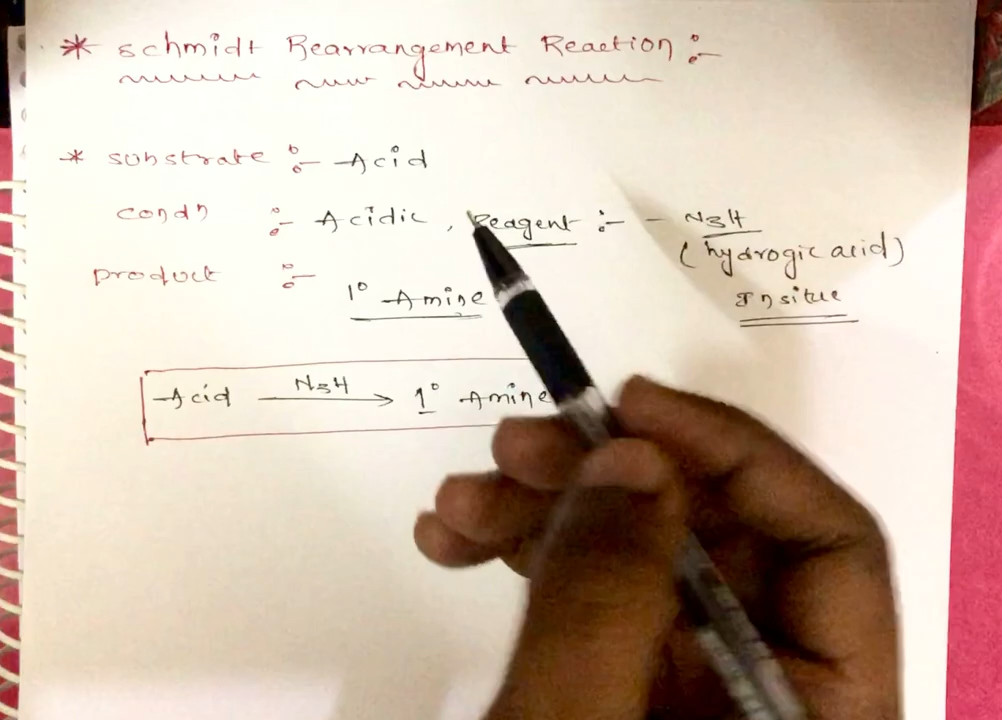 * Schmidt Rearrangement Reaction :-
* Substrate :- Acid
condn :- Acidic, Reagent :- - N3H
(hydrogic acid)
product :-
1° Amine
Insitue
Acid N3H → 1° Amine